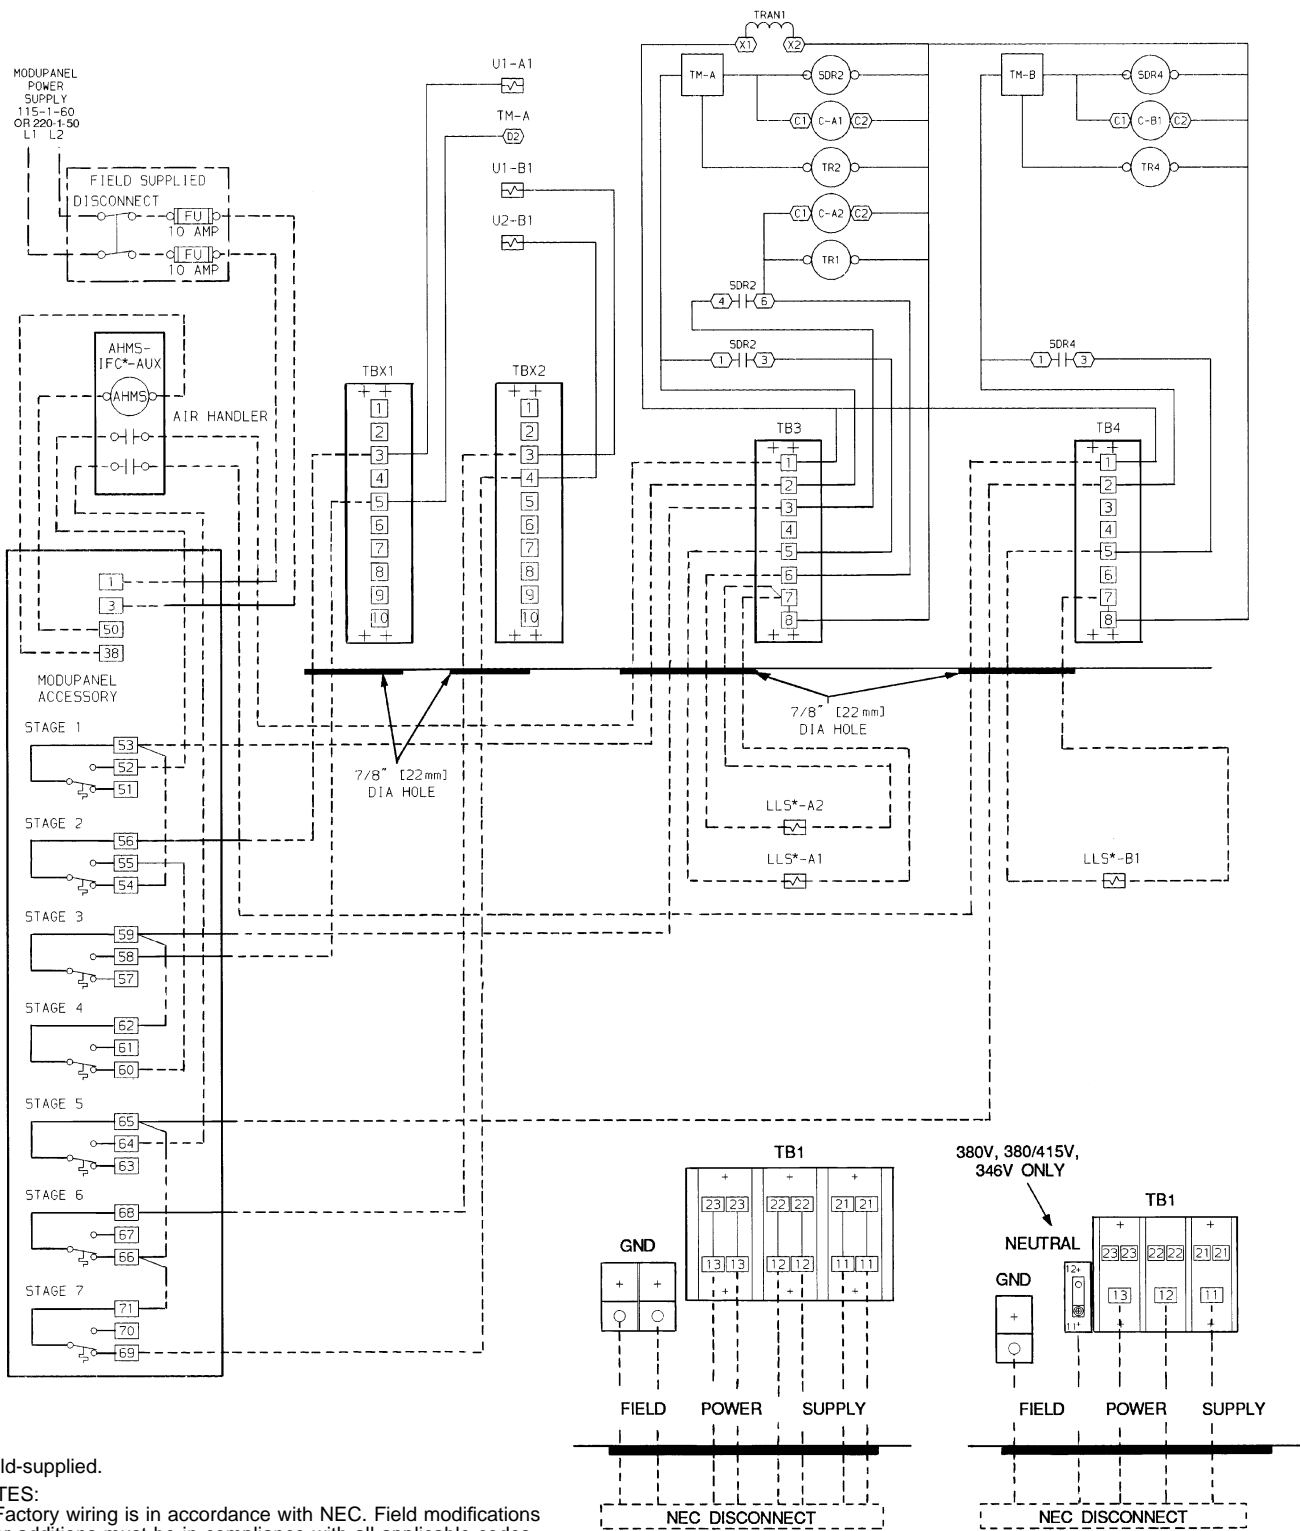 TRAN1
X1
X2
MODUPANEL
POWER
SUPPLY
115-1-60
OR 220-1-50
L1 L2
U1-A1
TM-A
D2
U1-B1
U2-B1
TM-A
SDR2
C1 C-A1 C2
TR2
C1 C-A2 C2
TR1
SDR2
4 6
SDR2
1 3
TM-B
SDR4
C1 C-B1 C2
TR4
SDR4
1 3
FIELD SUPPLIED
DISCONNECT
FU
10 AMP
FU
10 AMP
AHMS-
IFC*-AUX
AHMS
AIR HANDLER
TBX1
1
2
3
4
5
6
7
8
9
10
TBX2
1
2
3
4
5
6
7
8
9
10
TB3
1
2
3
4
5
6
7
8
TB4
1
2
3
4
5
6
7
8
1
3
50
38
MODUPANEL
ACCESSORY
7/8" [22mm]
DIA HOLE
7/8" [22mm]
DIA HOLE
STAGE 1
53
52
51
STAGE 2
56
55
54
STAGE 3
59
58
57
STAGE 4
62
61
60
STAGE 5
65
64
63
STAGE 6
68
67
66
STAGE 7
71
70
69
LLS*-A2
LLS*-A1
LLS*-B1
TB1
23 23 22 22 21 21
13 13 12 12 11 11
GND
FIELD POWER SUPPLY
NEC DISCONNECT
380V, 380/415V,
346V ONLY
NEUTRAL
TB1
GND
12+
11+
23 23 22 22 21 21
13 12 11
FIELD POWER SUPPLY
NEC DISCONNECT
ld-supplied.
TES:
Factory wiring is in accordance with NEC. Field modifications